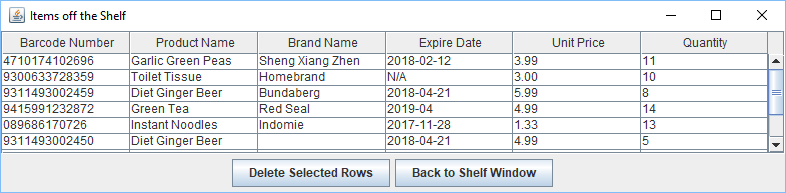 Items off the Shelf
Barcode Number Product Name Brand Name Expire Date Unit Price Quantity
4710174102696 Garlic Green Peas Sheng Xiang Zhen 2018-02-12 3.99 11
9300633728359 Toilet Tissue Homebrand N/A 3.00 10
9311493002459 Diet Ginger Beer Bundaberg 2018-04-21 5.99 8
9415991232872 Green Tea Red Seal 2019-04 4.99 14
089686170726 Instant Noodles Indomie 2017-11-28 1.33 13
9311493002450 Diet Ginger Beer 2018-04-21 4.99 5
Delete Selected Rows Back to Shelf Window